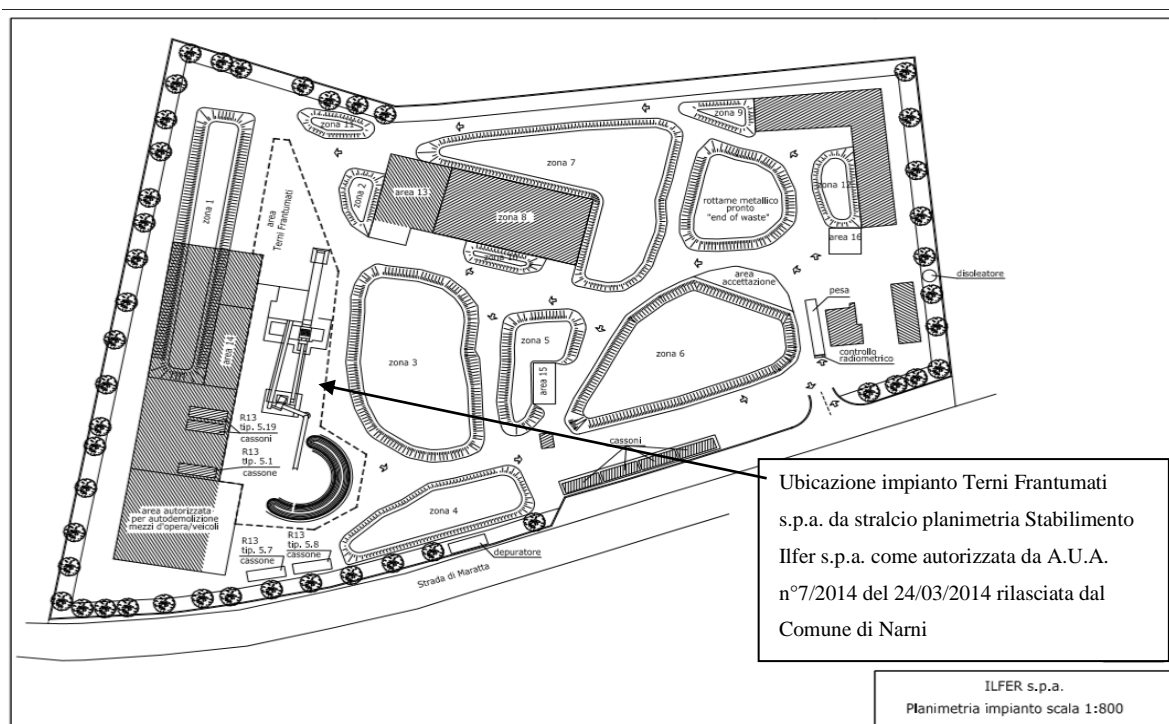 zona 11
zona 9
zona 7
zona 1
area
Terni Frantumati
zona 2
area 13
zona 8
rottame metallico
pronto
"end of waste"
zona 12
area 16
zona 10
area
accettazione
disoleatore
pesa
zona 5
zona 6
zona 3
area 14
area 15
controllo
radiometrico
R13
tip. 5.19
cassoni
R13
tip. 5.1
cassone
cassoni
area autorizzata
per autodemolizione
mezzi d'opera/veicoli
zona 4
R13
tip. 5.7
cassone
R13
tip. 5.8
cassone
depuratore
Strada di Maratta
Ubicazione impianto Terni Frantumati
s.p.a. da stralcio planimetria Stabilimento
Ilfer s.p.a. come autorizzata da A.U.A.
n°7/2014 del 24/03/2014 rilasciata dal
Comune di Narni
ILFER s.p.a.
Planimetria impianto scala 1:800